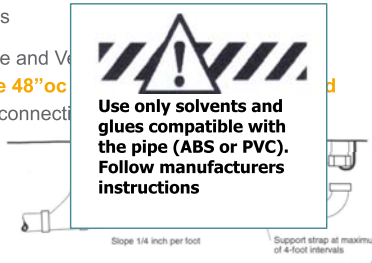 s
e and Ve
e 48”oc
d
connecti
Use only solvents and
glues compatible with
the pipe (ABS or PVC).
Follow manufacturers
instructions
Slope 1/4 inch per foot
Support strap at maximu
of 4-foot intervals